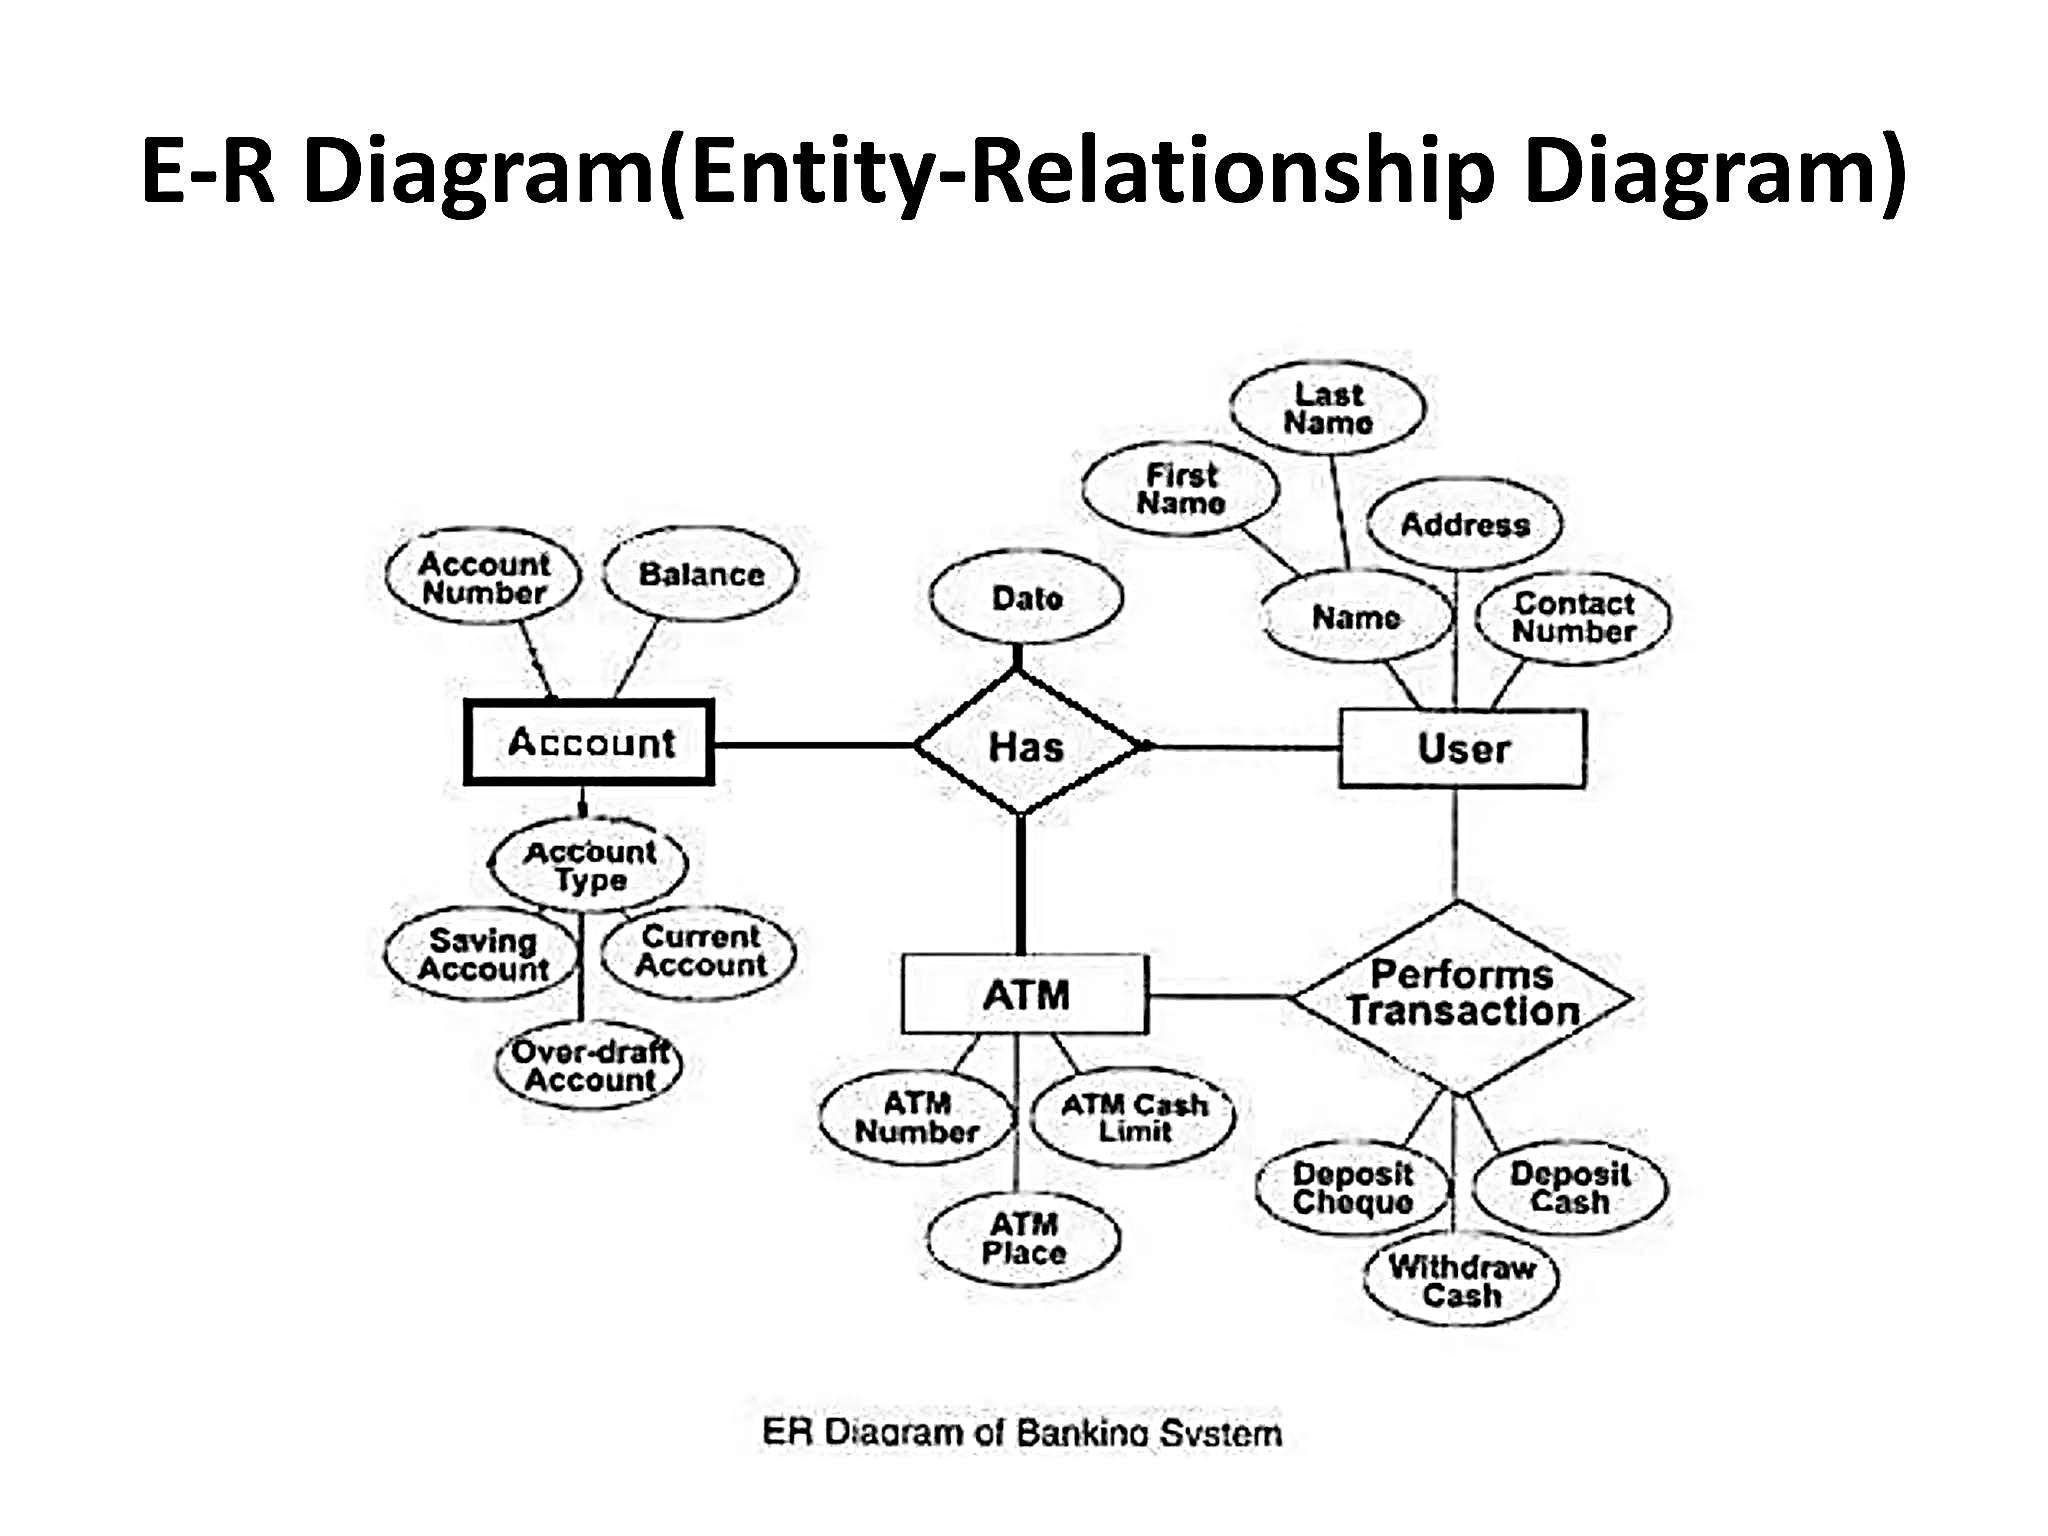 E-R Diagram(Entity-Relationship Diagram)
Last
Name
First
Name
Address
Account
Number
Balance
Date
Name
Contact
Number
Account
Has
User
Account
Type
Saving
Account
Current
Account
Over-draft
Account
ATM
Performs
Transaction
ATM
Number
ATM Cash
Limit
ATM
Place
Deposit
Cheque
Deposit
Cash
Withdraw
Cash
ER Diagram of Banking System